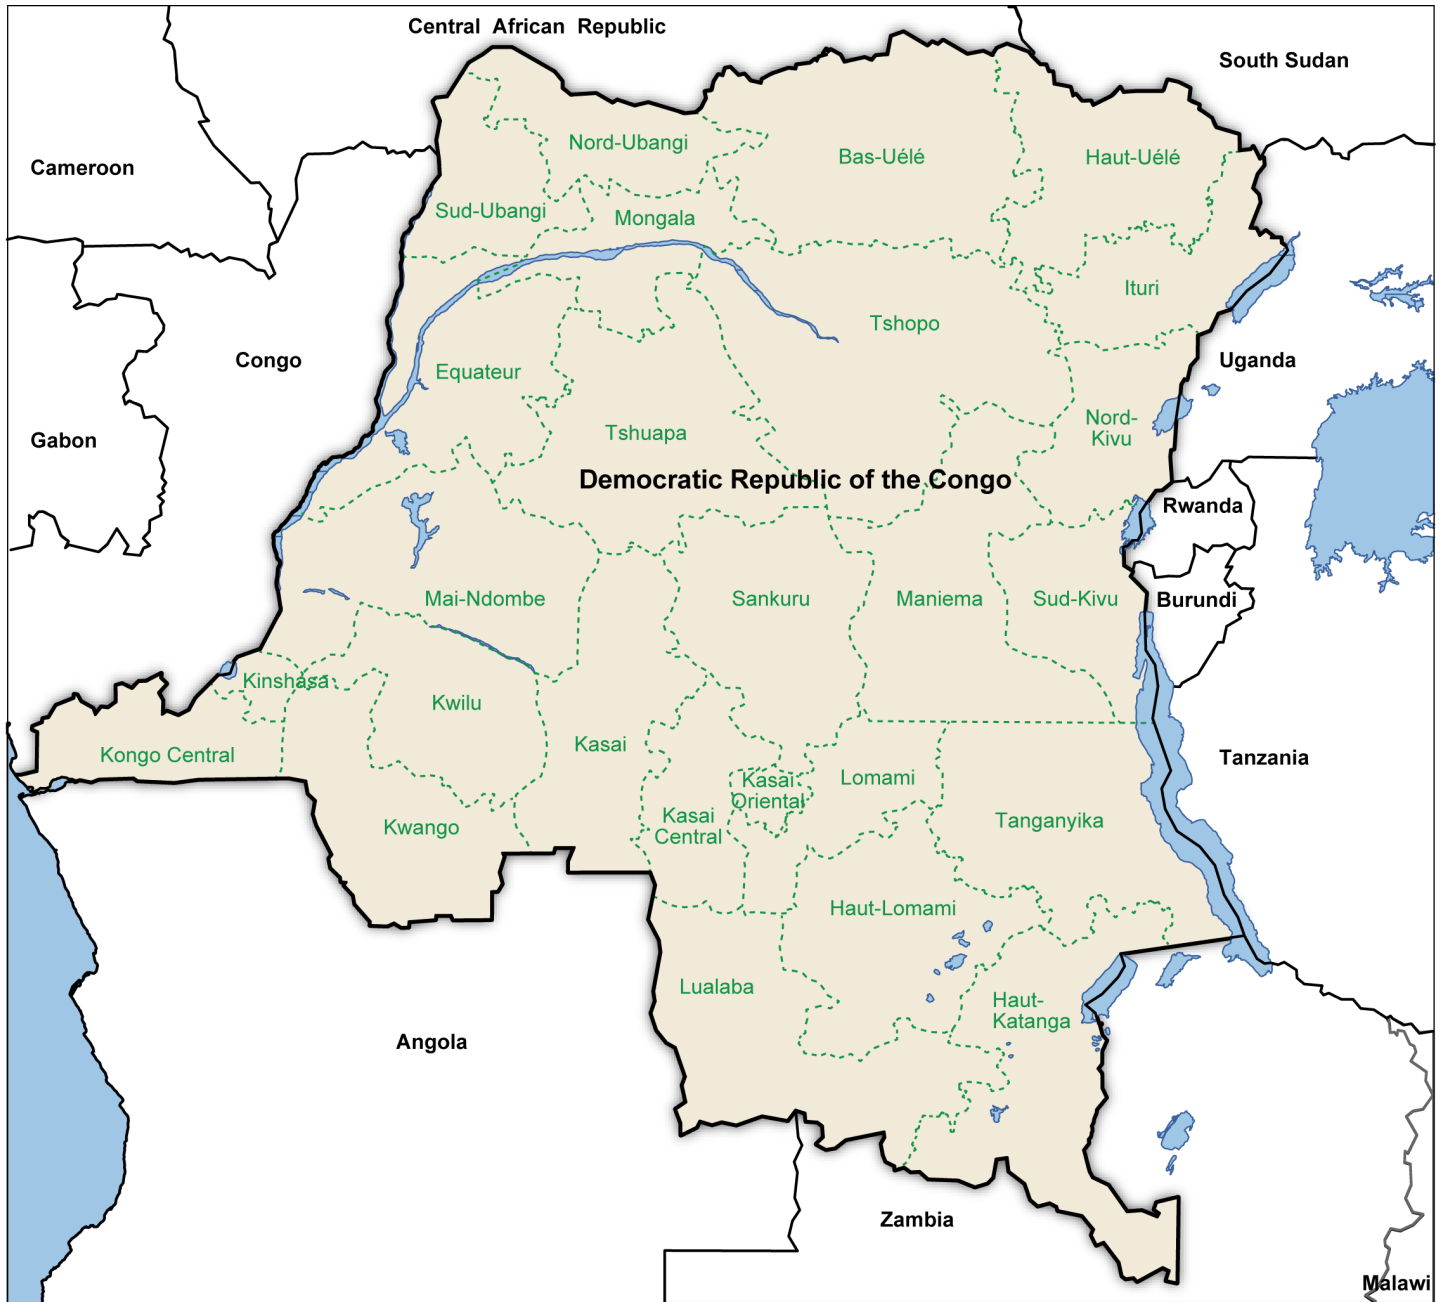 Central African Republic
South Sudan
Cameroon
Nord-Ubangi
Bas-Uélé
Haut-Uélé
Sud-Ubangi
Mongala
Ituri
Tshopo
Congo
Equateur
Uganda
Gabon
Tshuapa
Nord-
Kivu
Democratic Republic of the Congo
Rwanda
Mai-Ndombe
Sankuru
Maniema
Sud-Kivu
Burundi
Kinshasa
Kwilu
Kongo Central
Kasai
Kasai
Oriental
Lomami
Tanzania
Kwango
Kasai
Central
Tanganyika
Haut-Lomami
Lualaba
Haut-
Katanga
Angola
Zambia
Malawi